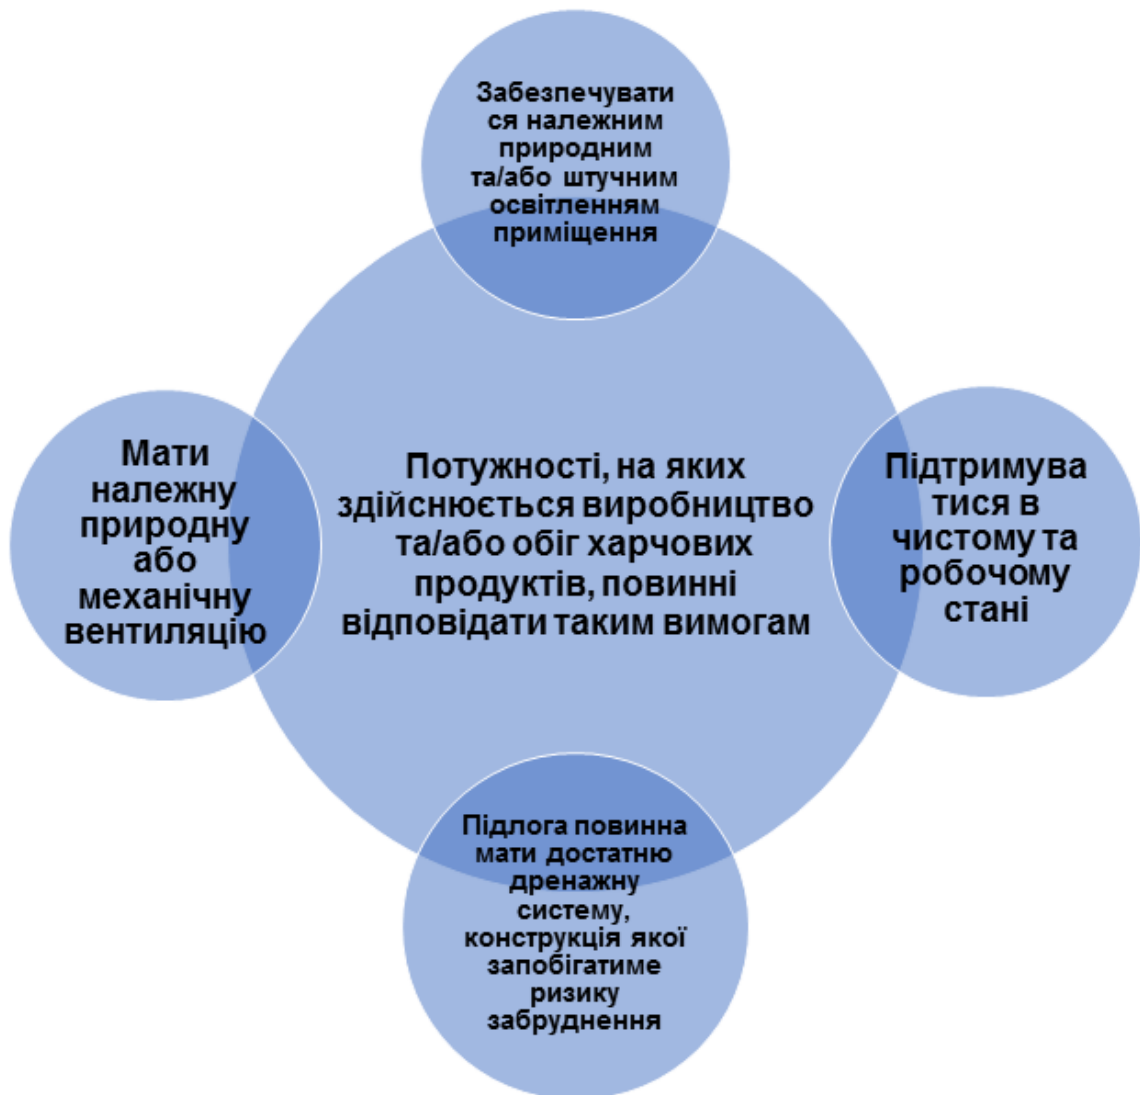 Забезпечувати
ся належним
природним
та/або штучним
освітленням
приміщення
Мати
належну
природну
або
механічну
вентиляцію
Потужності, на яких
здійснюється виробництво
та/або обіг харчових
продуктів, повинні
відповідати таким вимогам
Підтримува
тися в
чистому та
робочому
стані
Підлога повинна
мати достатню
дренажну
систему,
конструкція якої
запобігатиме
ризику
забруднення